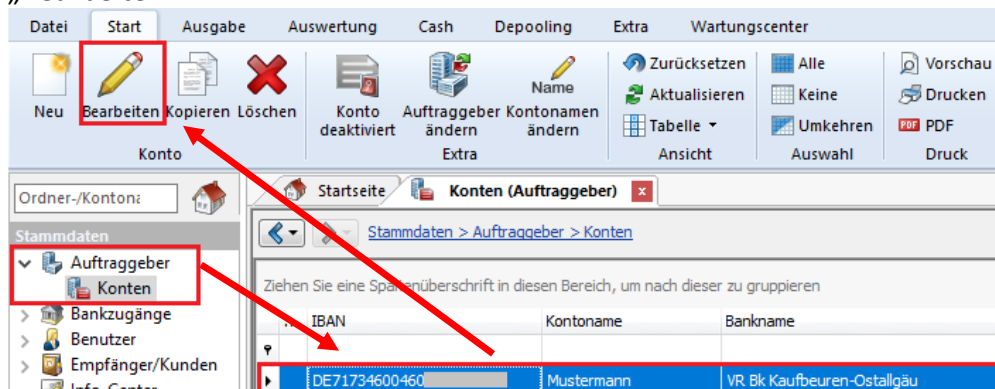 Datei Start Ausgabe Auswertung Cash Depooling Extra Wartungscenter
Neu Bearbeiten Kopieren Löschen
Konto deaktiviert
Auftraggeber ändern
Name
Kontonamen ändern
Zurücksetzen
Aktualisieren
Tabelle
Alle
Keine
Umkehren
Vorschau
Drucken
PDF PDF
Konto Extra Ansicht Auswahl Druck
Ordner-/Kontona
Startseite Konten (Auftraggeber) x
Stammdaten
Stammdaten > Auftraggeber > Konten
Auftraggeber
Konten
Bankzugänge
Benutzer
Empfänger/Kunden
Ziehen Sie eine Spaltenüberschrift in diesen Bereich, um nach dieser zu gruppieren
IBAN Kontoname Bankname
DE71734600460 Mustermann VR Bk Kaufbeuren-Ostallgäu